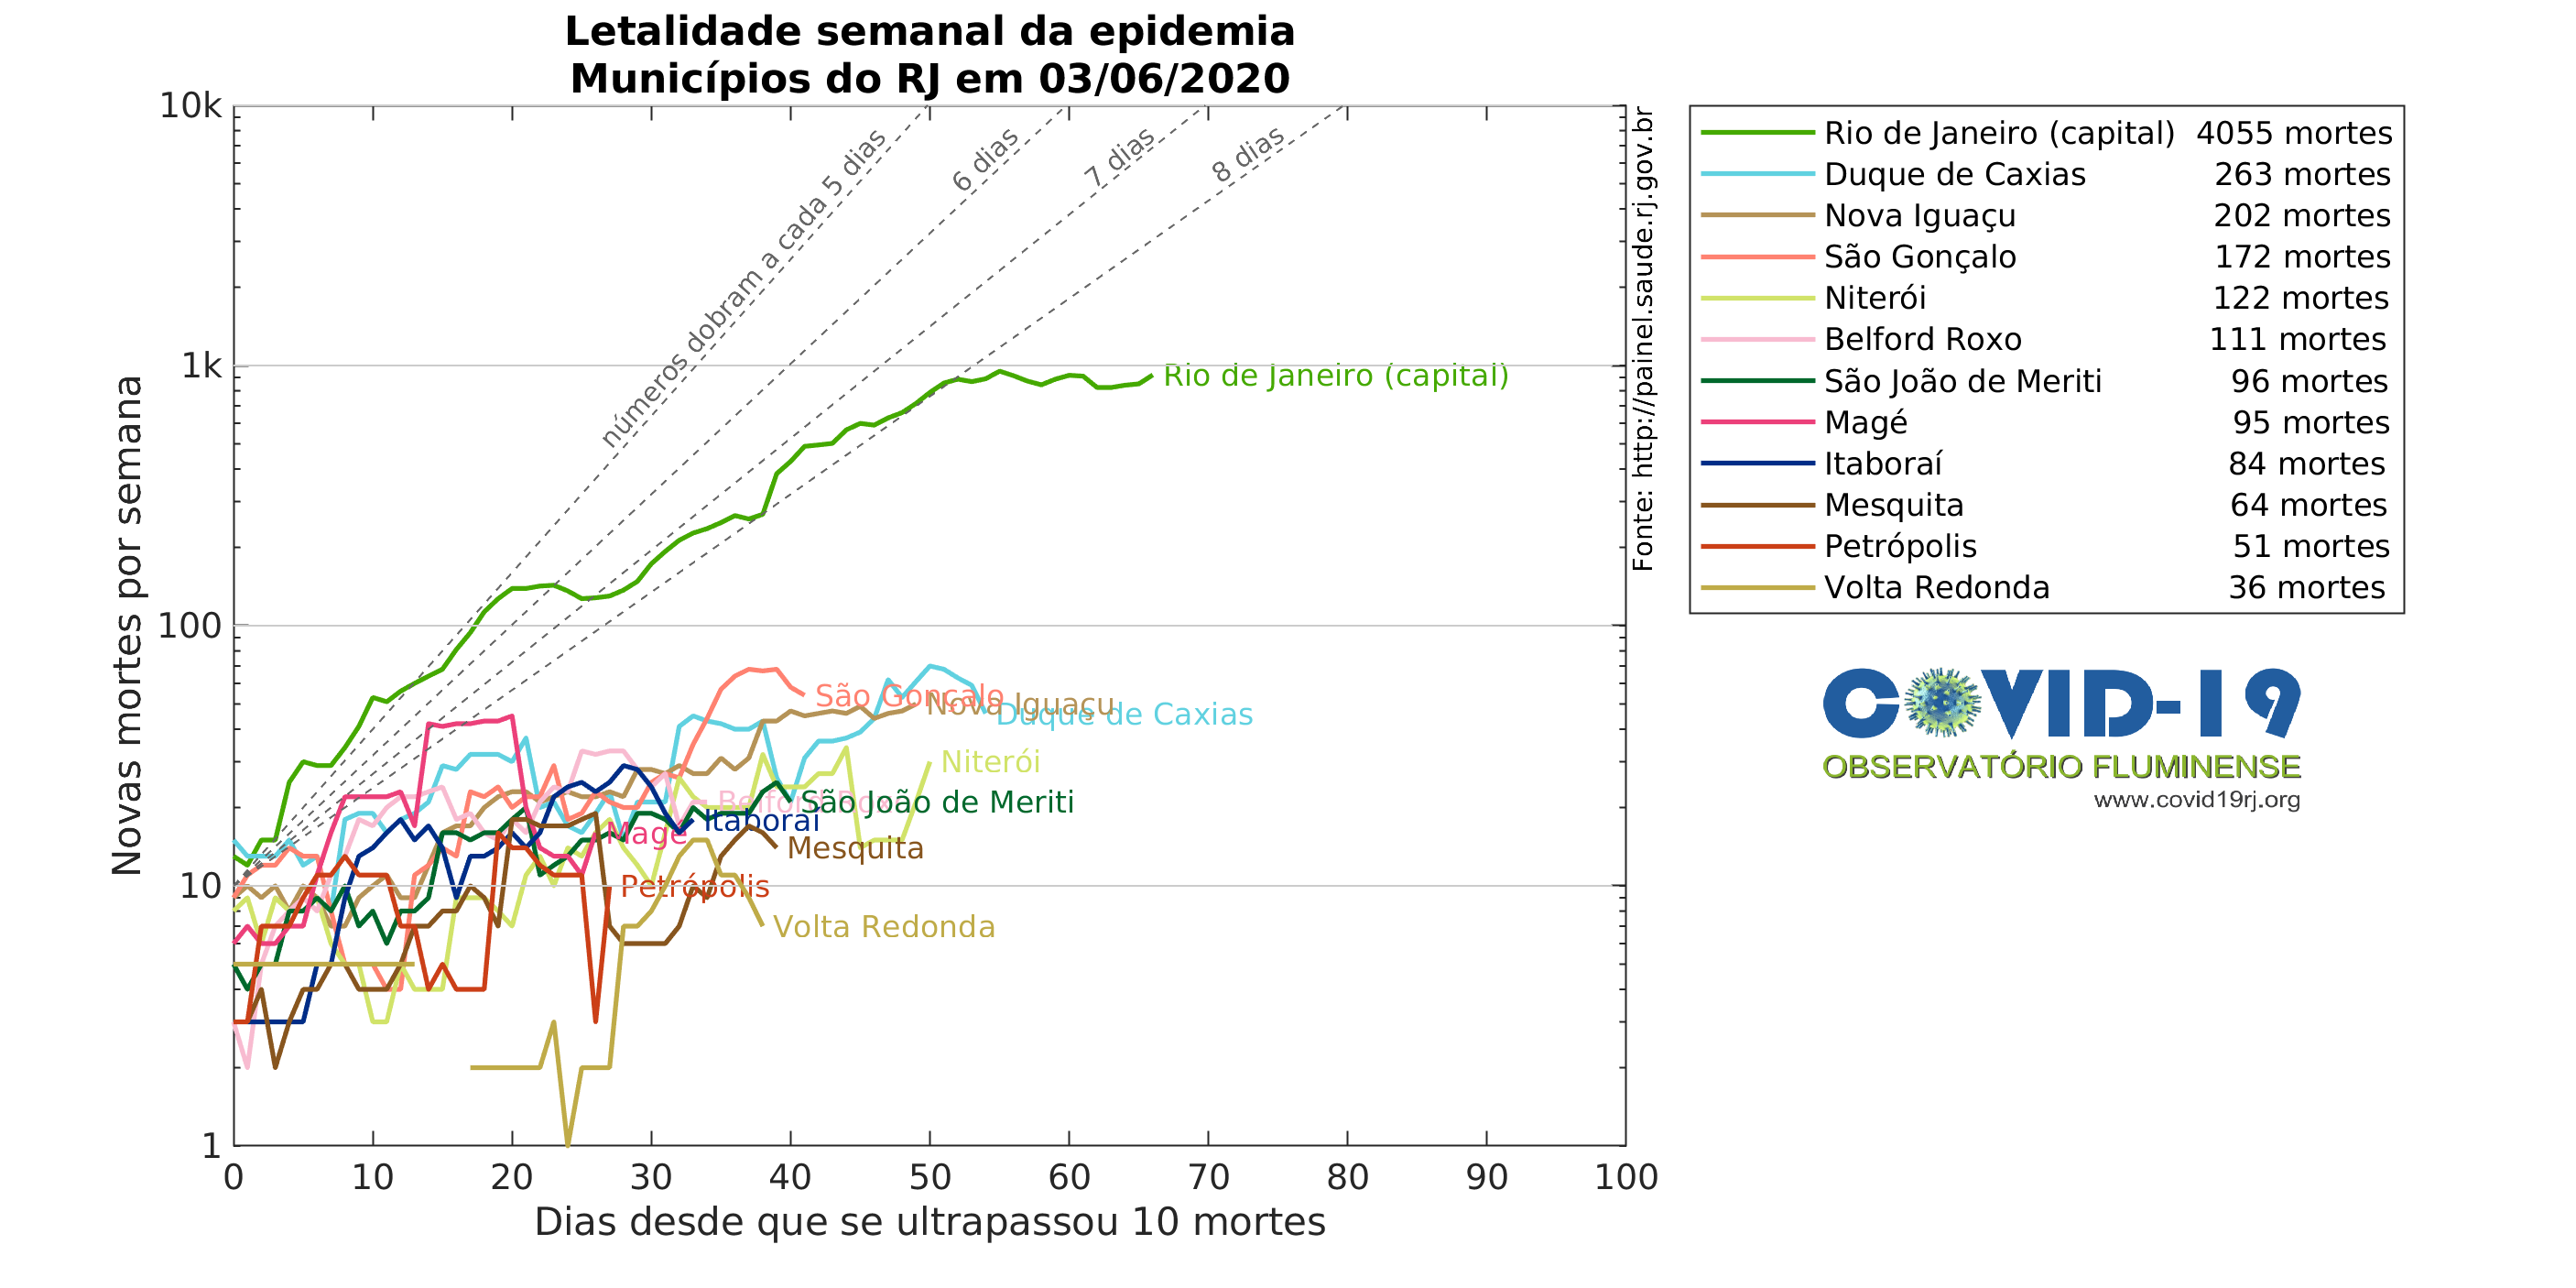 Letalidade semanal da epidemia
Municípios do RJ em 03/06/2020
Novas mortes por semana
10k
1k
100
10
1
números dobram a cada 5 dias
6 dias
7 dias
8 dias
Rio de Janeiro (capital)
São Gonçalo
Nova Iguaçu
Duque de Caxias
Niterói
Belford Roxo
São João de Meriti
Itaboraí
Magé
Mesquita
Petrópolis
Volta Redonda
0 10 20 30 40 50 60 70 80 90 100
Dias desde que se ultrapassou 10 mortes
Fonte: http://painel.saude.rj.gov.br
Rio de Janeiro (capital) 4055 mortes
Duque de Caxias 263 mortes
Nova Iguaçu 202 mortes
São Gonçalo 172 mortes
Niterói 122 mortes
Belford Roxo 111 mortes
São João de Meriti 96 mortes
Magé 95 mortes
Itaboraí 84 mortes
Mesquita 64 mortes
Petrópolis 51 mortes
Volta Redonda 36 mortes
COVID-19
OBSERVATÓRIO FLUMINENSE
www.covid19rj.org